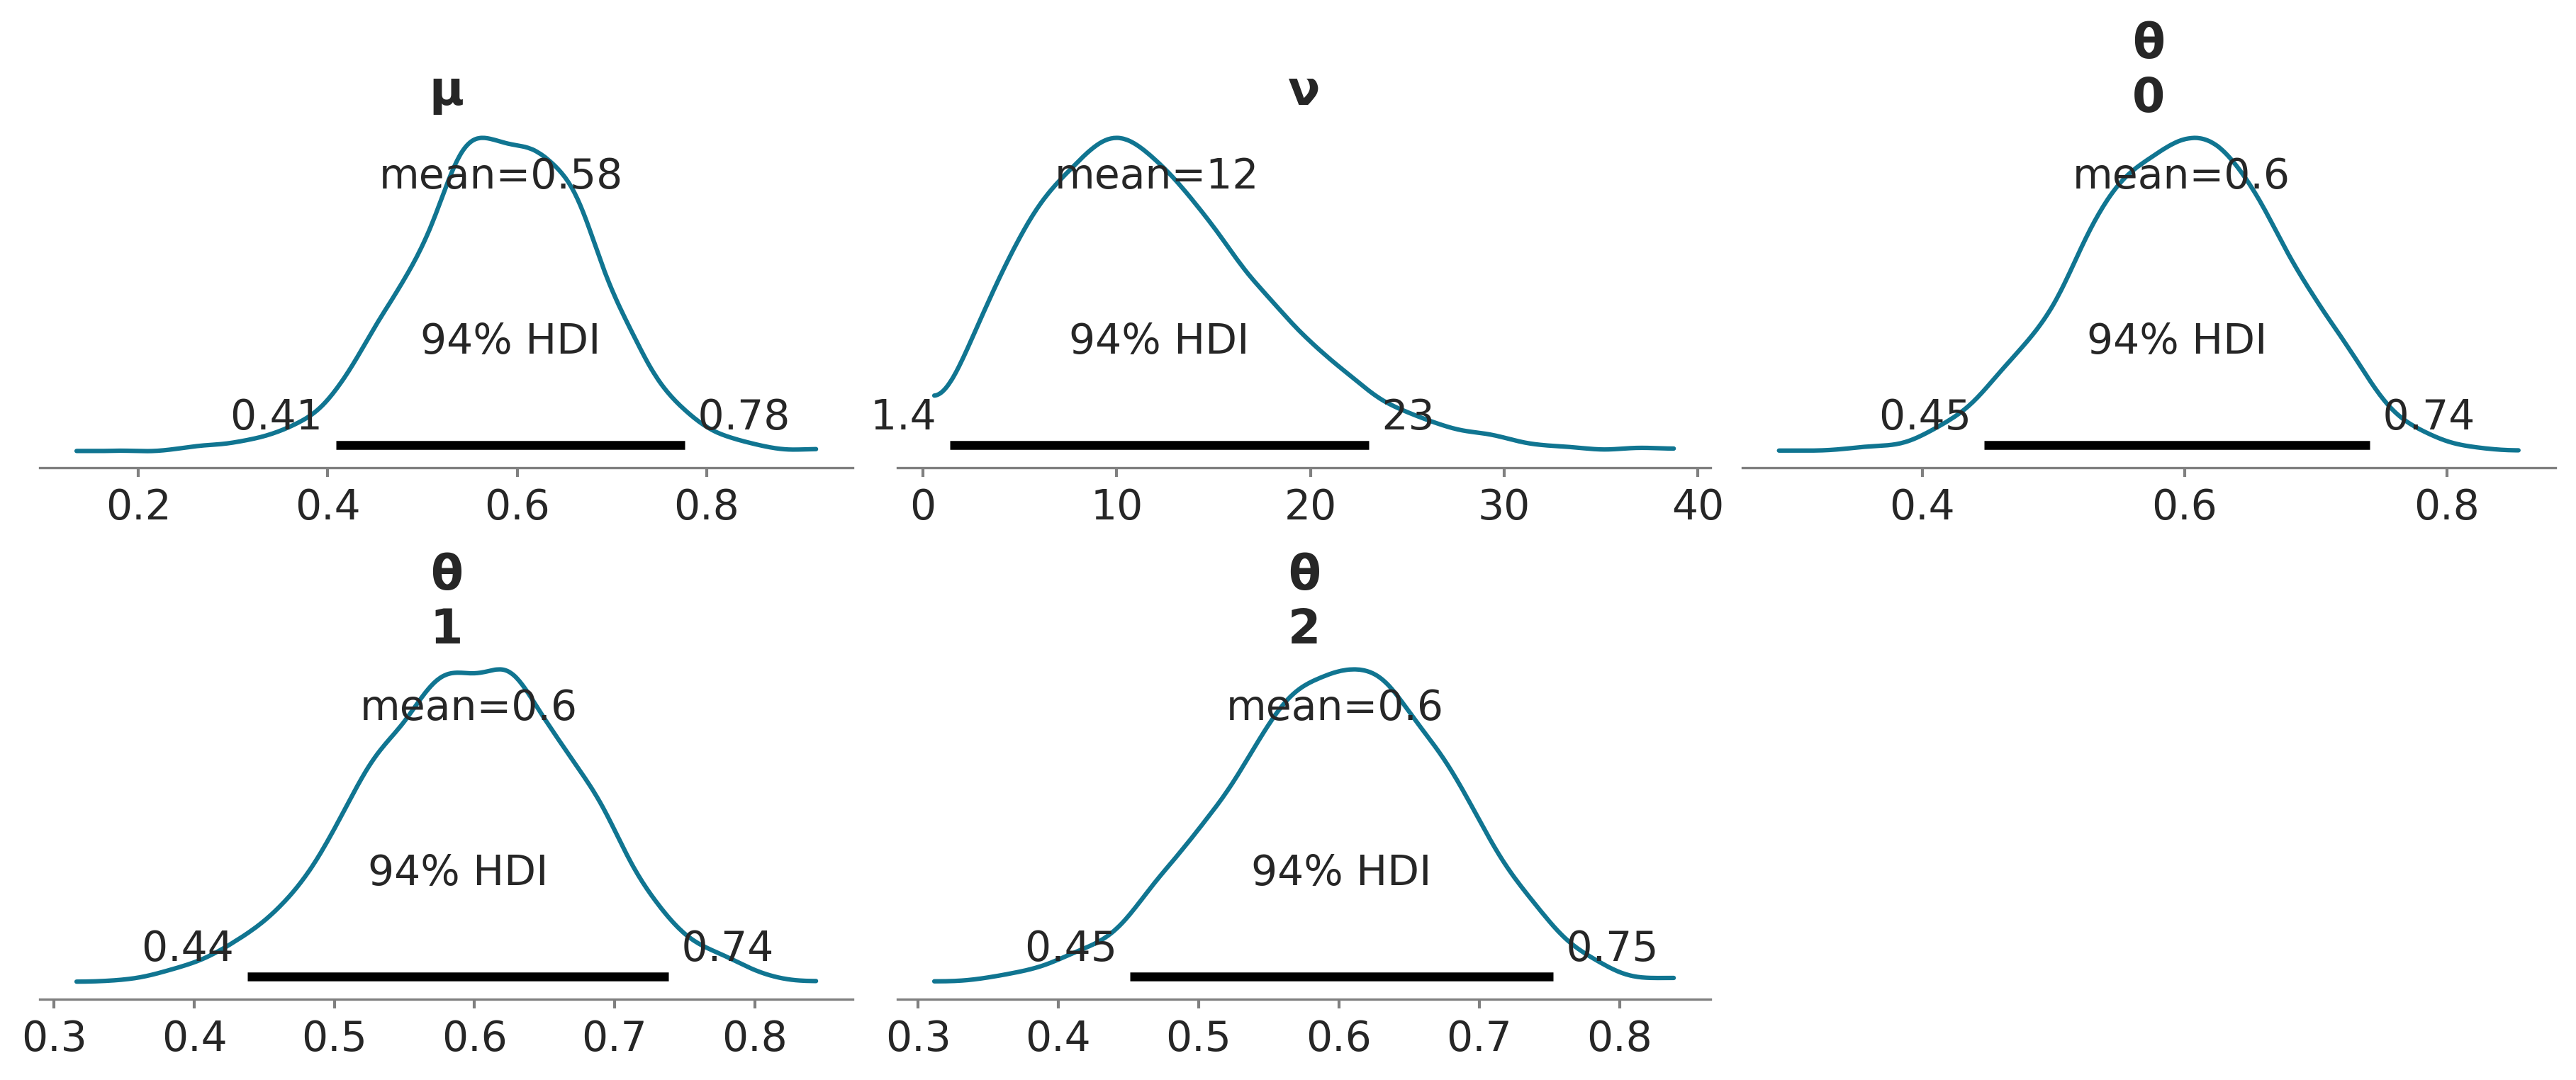 μ
mean=0.58
94% HDI
0.41 0.78
0.2 0.4 0.6 0.8
ν
mean=12
94% HDI
1.4 23
0 10 20 30 40
θ
0
mean=0.6
94% HDI
0.45 0.74
0.4 0.6 0.8
θ
1
mean=0.6
94% HDI
0.44 0.74
0.3 0.4 0.5 0.6 0.7 0.8
θ
2
mean=0.6
94% HDI
0.45 0.75
0.3 0.4 0.5 0.6 0.7 0.8